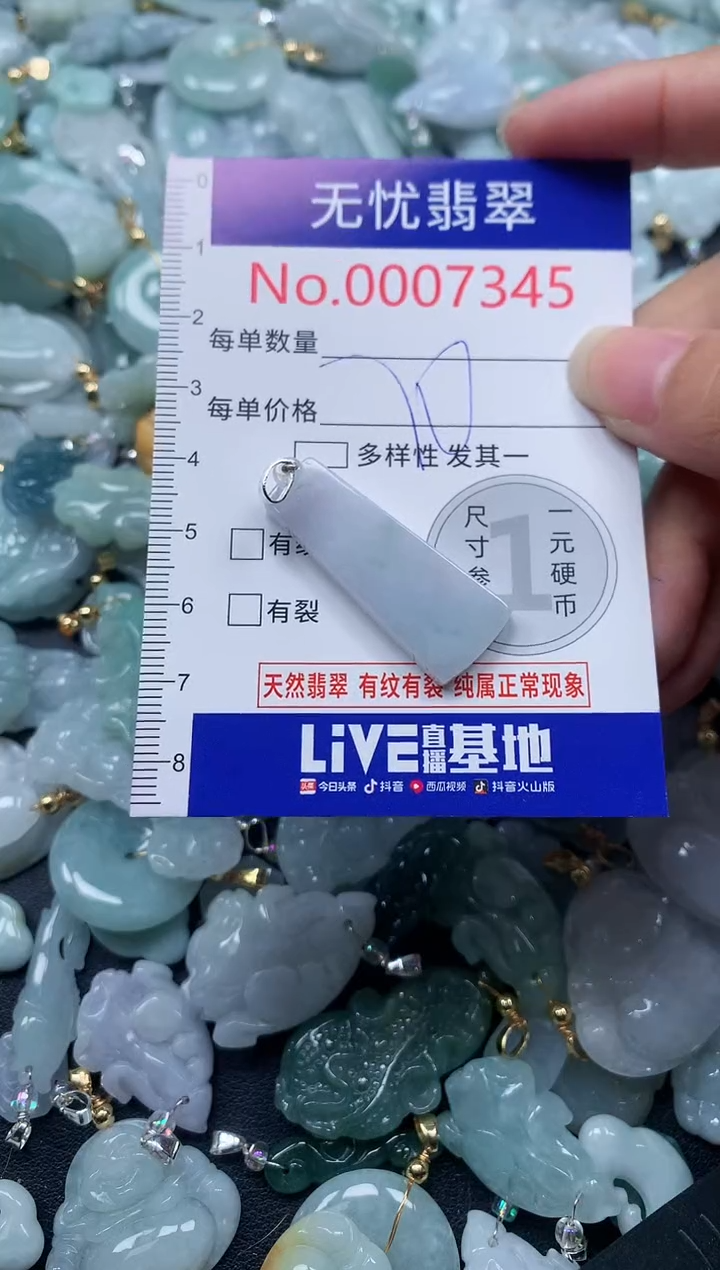 无忧翡翠
No.0007345
每单数量
每单价格
多样性 发其一
有
有裂
尺寸参
一元硬币
1
天然翡翠 有纹有裂 纯属正常现象
LiVE直播基地
头条 今日头条 抖音 西瓜视频 抖音火山版
0
1
2
3
4
5
6
7
8